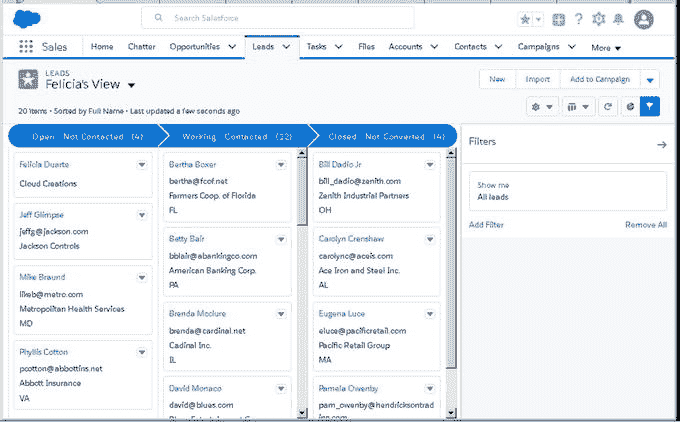 Search Salesforce
Sales
Home Chatter Opportunities Leads Tasks Files Accounts Contacts Campaigns More
LEADS
Felicia's View
New Import Add to Campaign
20 items • Sorted by Full Name • Last updated a few seconds ago
Open Not Contacted (4)
Working Contacted (12)
Closed Not Converted (4)
Felicia Duarte
Cloud Creations
Jeff Glimpse
jeffg@jackson.com
Jackson Controls
Mike Braund
likeb@metro.com
Metropolitan Health Services
MD
Phyllis Cotton
pcotton@abbottins.net
Abbott Insurance
VA
Bertha Boxer
bertha@fcof.net
Farmers Coop. of Florida
FL
Betty Bair
bblair@abankingco.com
American Banking Corp.
PA
Brenda Mcclure
brenda@cardinal.net
Cadinal Inc.
IL
David Monaco
david@blues.com
Bill Dadio Jr
bill_dadio@zenith.com
Zenith Industrial Partners
OH
Carolyn Crenshaw
carolync@aceis.com
Ace Iron and Steel Inc.
AL
Eugena Luce
eluce@pacificretail.com
Pacific Retail Group
MA
Pamela Owenby
pam_owenby@hendricksontrad
Filters
Show me
All leads
Add Filter Remove All